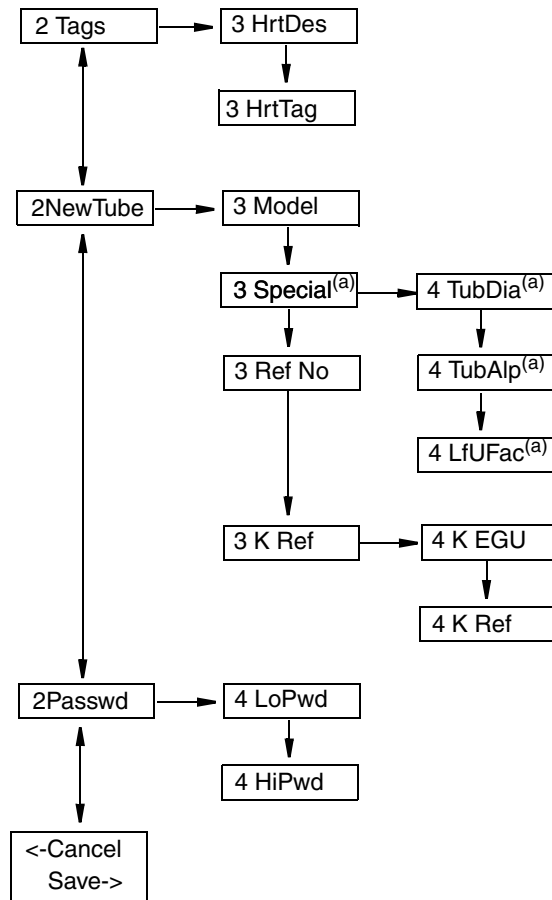 2 Tags
3 HrtDes
3 HrtTag
2NewTube
3 Model
3 Special(a)
4 TubDia(a)
3 Ref No
4 TubAlp(a)
4 LfUFac(a)
3 K Ref
4 K EGU
4 K Ref
2Passwd
4 LoPwd
4 HiPwd
<-Cancel
Save->